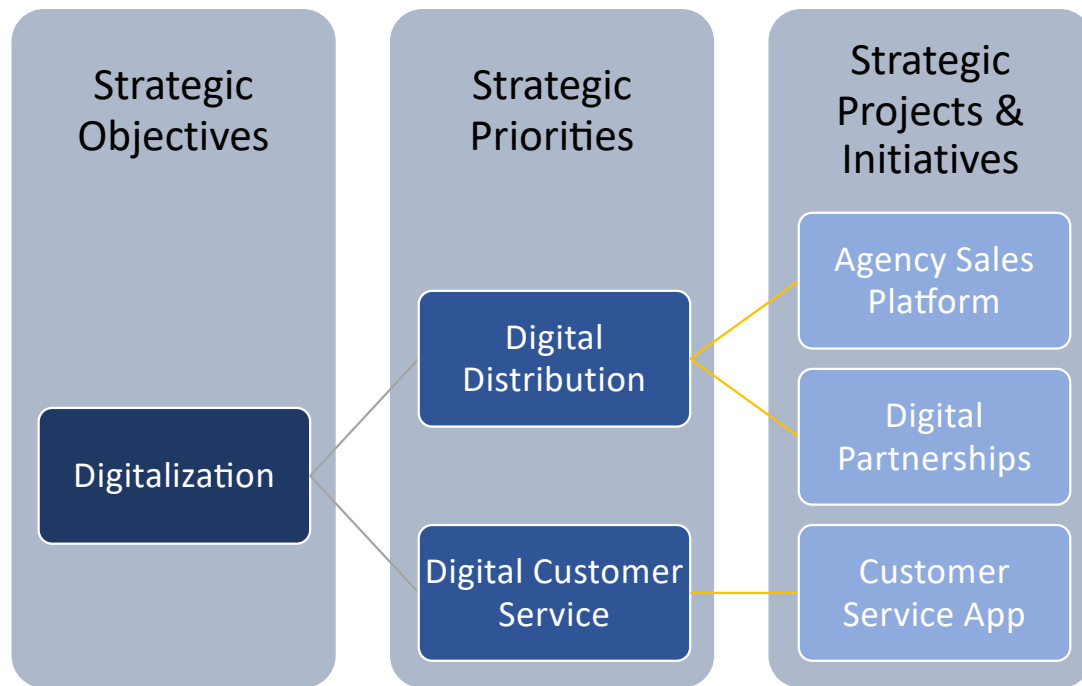 Strategic
Objectives
Digitalization
Strategic
Priorities
Digital
Distribution
Digital Customer
Service
Strategic
Projects &
Initiatives
Agency Sales
Platform
Digital
Partnerships
Customer
Service App